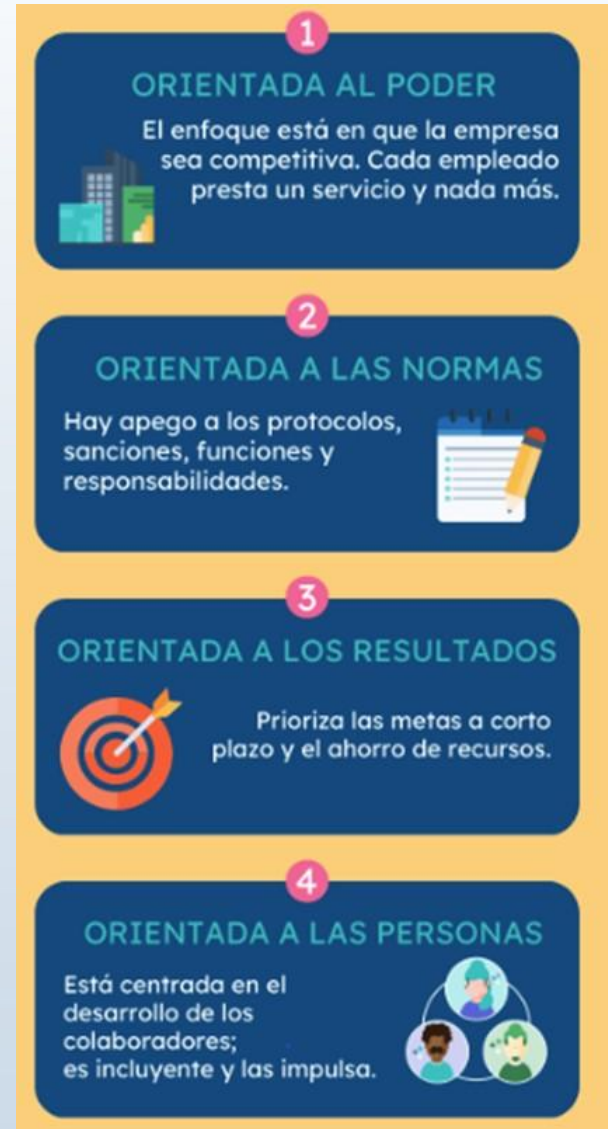 1
ORIENTADA AL PODER
El enfoque está en que la empresa
sea competitiva. Cada empleado
presta un servicio y nada más.
2
ORIENTADA A LAS NORMAS
Hay apego a los protocolos,
sanciones, funciones y
responsabilidades.
3
ORIENTADA A LOS RESULTADOS
Prioriza las metas a corto
plazo y el ahorro de recursos.
4
ORIENTADA A LAS PERSONAS
Está centrada en el
desarrollo de los
colaboradores;
es incluyente y las impulsa.